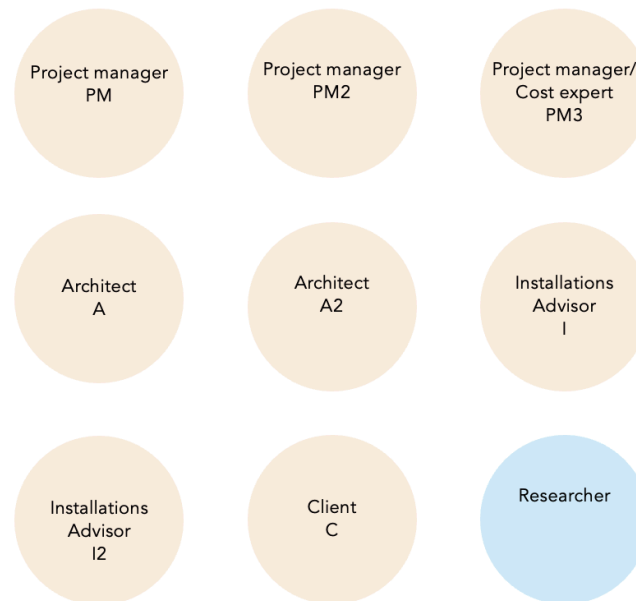 Project manager
PM
Project manager
PM2
Project manager/
Cost expert
PM3
Architect
A
Architect
A2
Installations
Advisor
I
Installations
Advisor
I2
Client
C
Researcher